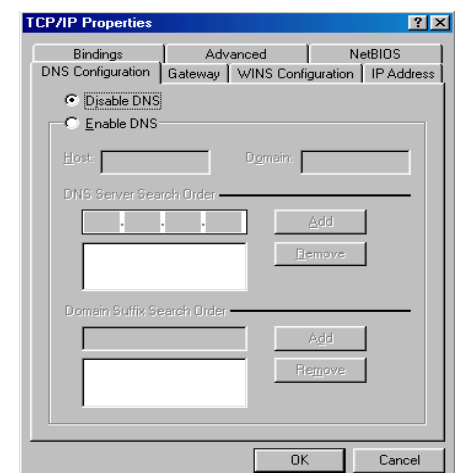 TCP/IP Properties
Bindings Advanced NetBIOS
DNS Configuration Gateway WINS Configuration IP Address
Disable DNS
Enable DNS
Host: Domain:
DNS Server Search Order
Add
Remove
Domain Suffix Search Order
Add
Remove
OK Cancel